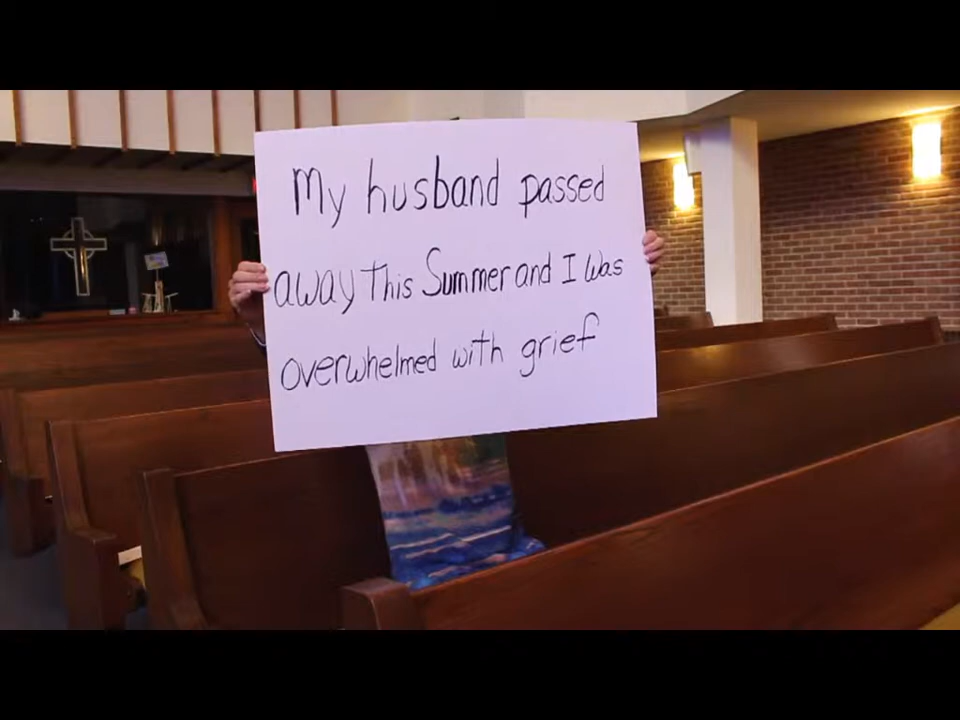 My husband passed
away This Summer and I Was
overwhelmed with grief